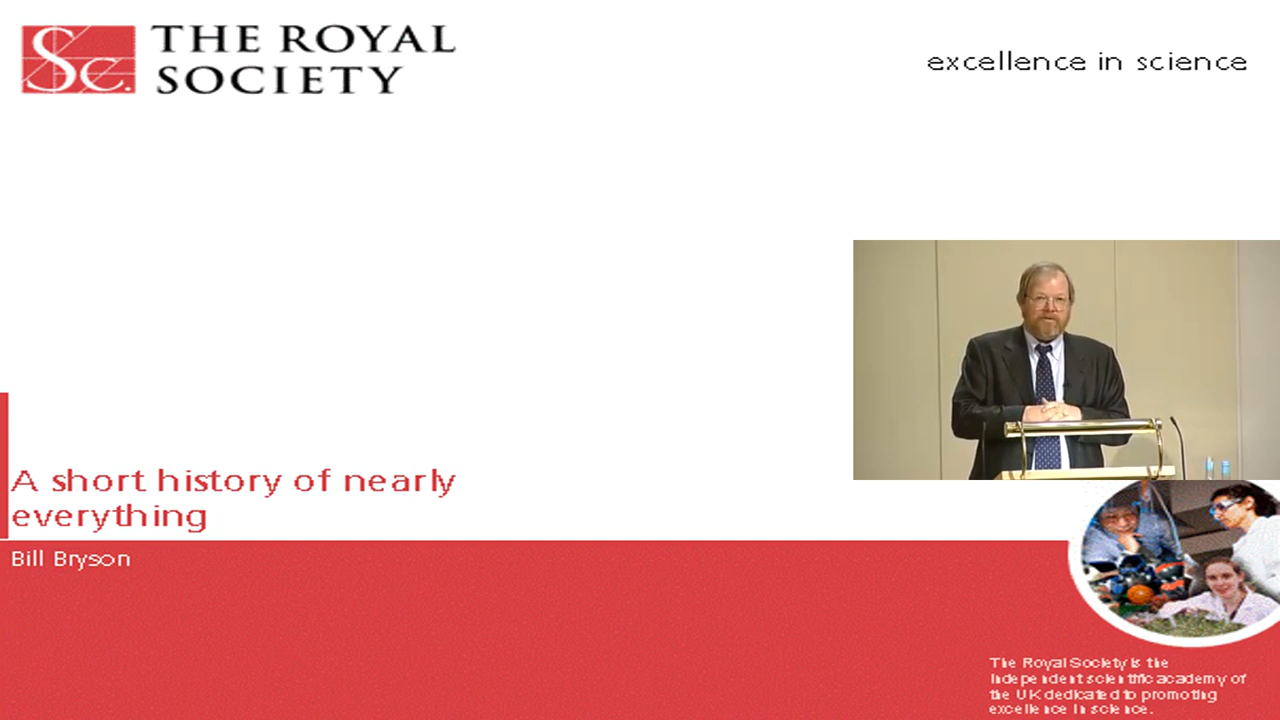 Sc.
THE ROYAL
SOCIETY
excellence in science
A short history of nearly
everything
Bill Bryson
The Royal Society is the
independent scientific academy of
the UK dedicated to promoting
excellence in science.